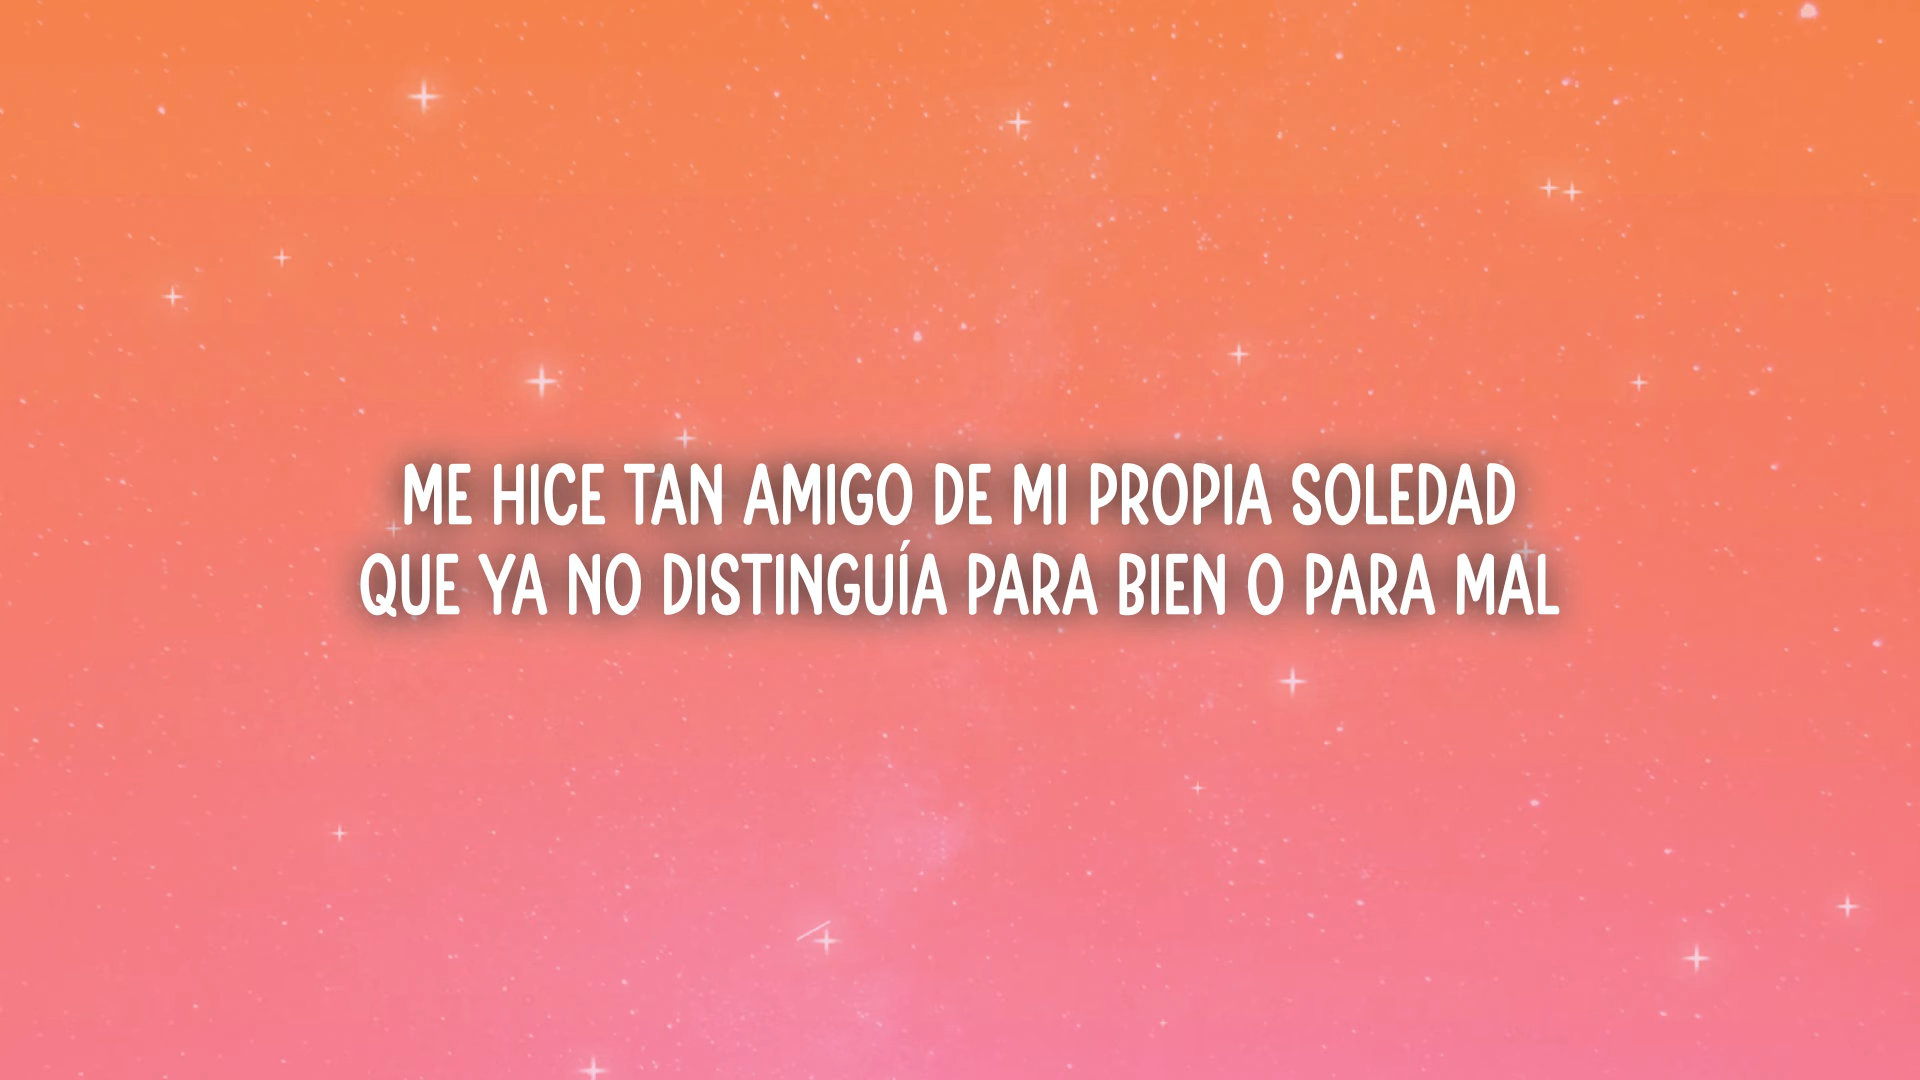 ME HICE TAN AMIGO DE MI PROPIA SOLEDAD
QUE YA NO DISTINGUÍA PARA BIEN O PARA MAL